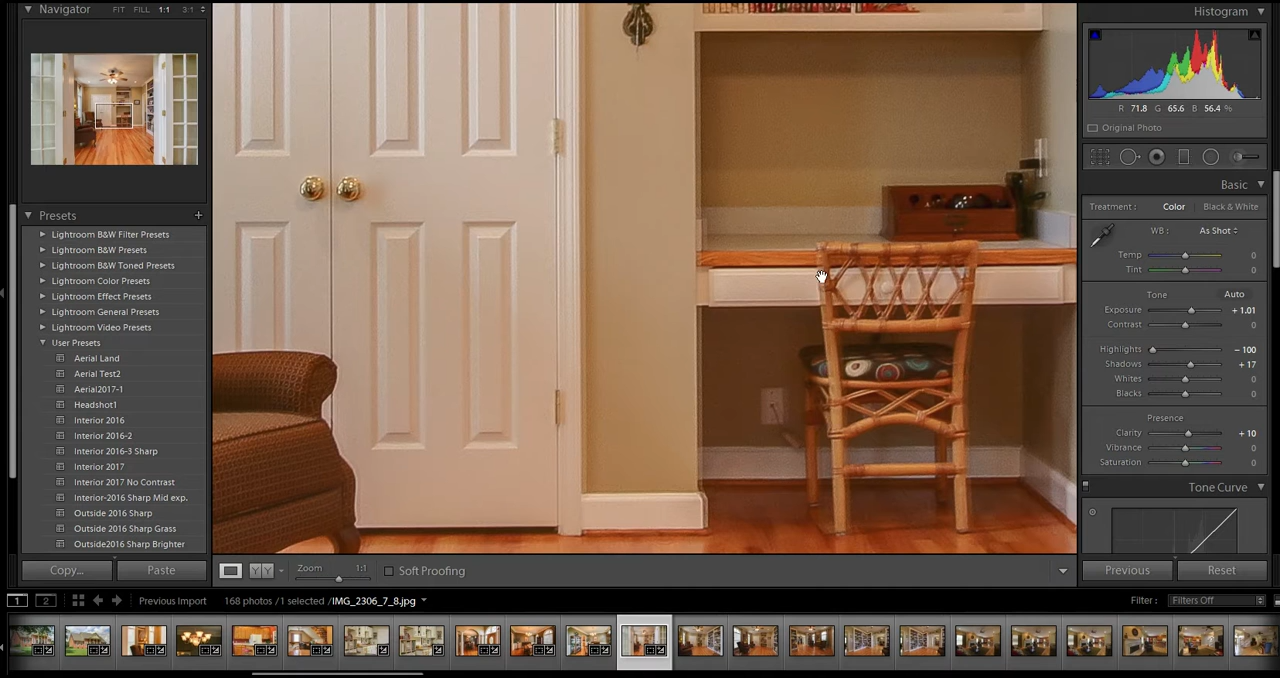 Navigator FIT FILL 1:1 3:1
Presets +
Lightroom B&W Filter Presets
Lightroom B&W Presets
Lightroom B&W Toned Presets
Lightroom Color Presets
Lightroom Effect Presets
Lightroom General Presets
Lightroom Video Presets
User Presets
Aerial Land
Aerial Test2
Aerial2017-1
Headshot1
Interior 2016
Interior 2016-2
Interior 2016-3 Sharp
Interior 2017
Interior 2017 No Contrast
Interior-2016 Sharp Mid exp.
Outside 2016 Sharp
Outside 2016 Sharp Grass
Outside2016 Sharp Brighter
Copy... Paste
Zoom 1:1 Soft Proofing
Histogram
R 71.8 G 65.6 B 56.4 %
Original Photo
Basic
Treatment : Color Black & White
WB : As Shot
Temp 0
Tint 0
Tone Auto
Exposure + 1.01
Contrast 0
Highlights − 100
Shadows + 17
Whites 0
Blacks 0
Presence
Clarity + 10
Vibrance 0
Saturation 0
Tone Curve
Previous Reset
1 2 Previous Import 168 photos /1 selected /IMG_2306_7_8.jpg Filter : Filters Off